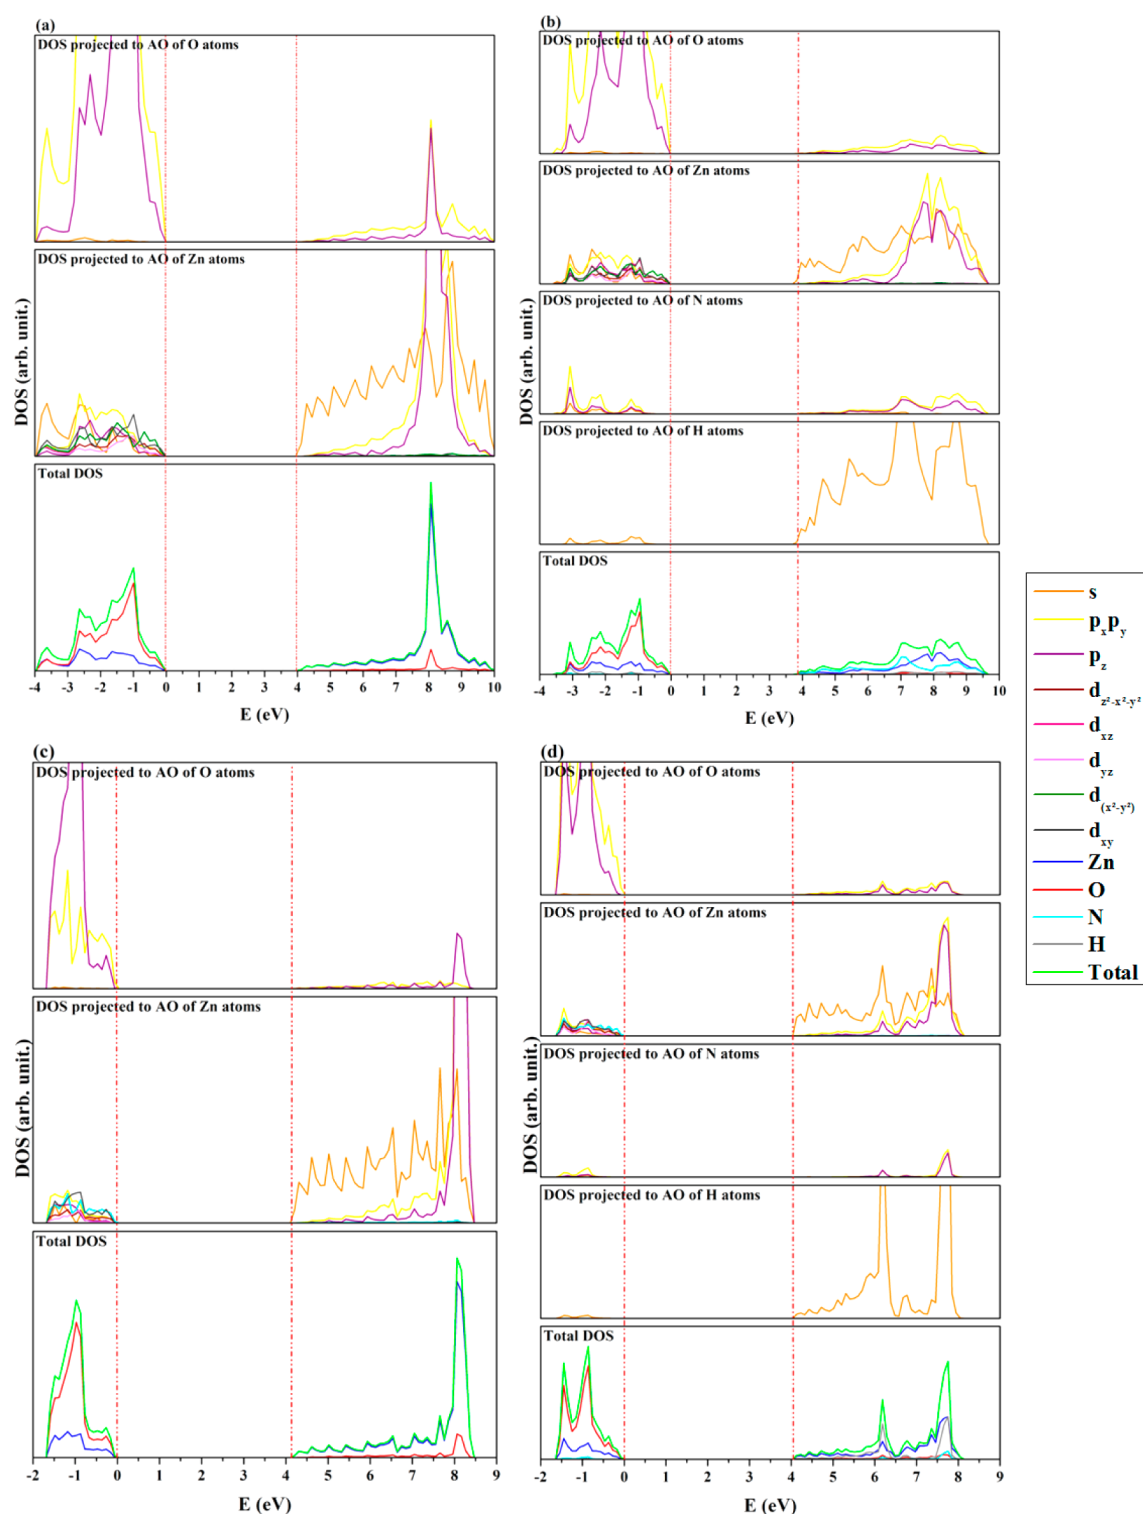 (a)
DOS projected to AO of O atoms
DOS projected to AO of Zn atoms
Total DOS
DOS (arb. unit.)
-4 -3 -2 -1 0 1 2 3 4 5 6 7 8 9 10
E (eV)
(b)
DOS projected to AO of O atoms
DOS projected to AO of Zn atoms
DOS projected to AO of N atoms
DOS projected to AO of H atoms
Total DOS
DOS (arb. unit.)
-4 -3 -2 -1 0 1 2 3 4 5 6 7 8 9 10
E (eV)
(c)
DOS projected to AO of O atoms
DOS projected to AO of Zn atoms
Total DOS
DOS (arb. unit.)
-2 -1 0 1 2 3 4 5 6 7 8 9
E (eV)
(d)
DOS projected to AO of O atoms
DOS projected to AO of Zn atoms
DOS projected to AO of N atoms
DOS projected to AO of H atoms
Total DOS
DOS (arb. unit.)
-2 -1 0 1 2 3 4 5 6 7 8 9
E (eV)
s
pxpy
pz
dz²-x²-y²
dxz
dyz
d(x²-y²)
dxy
Zn
O
N
H
Total